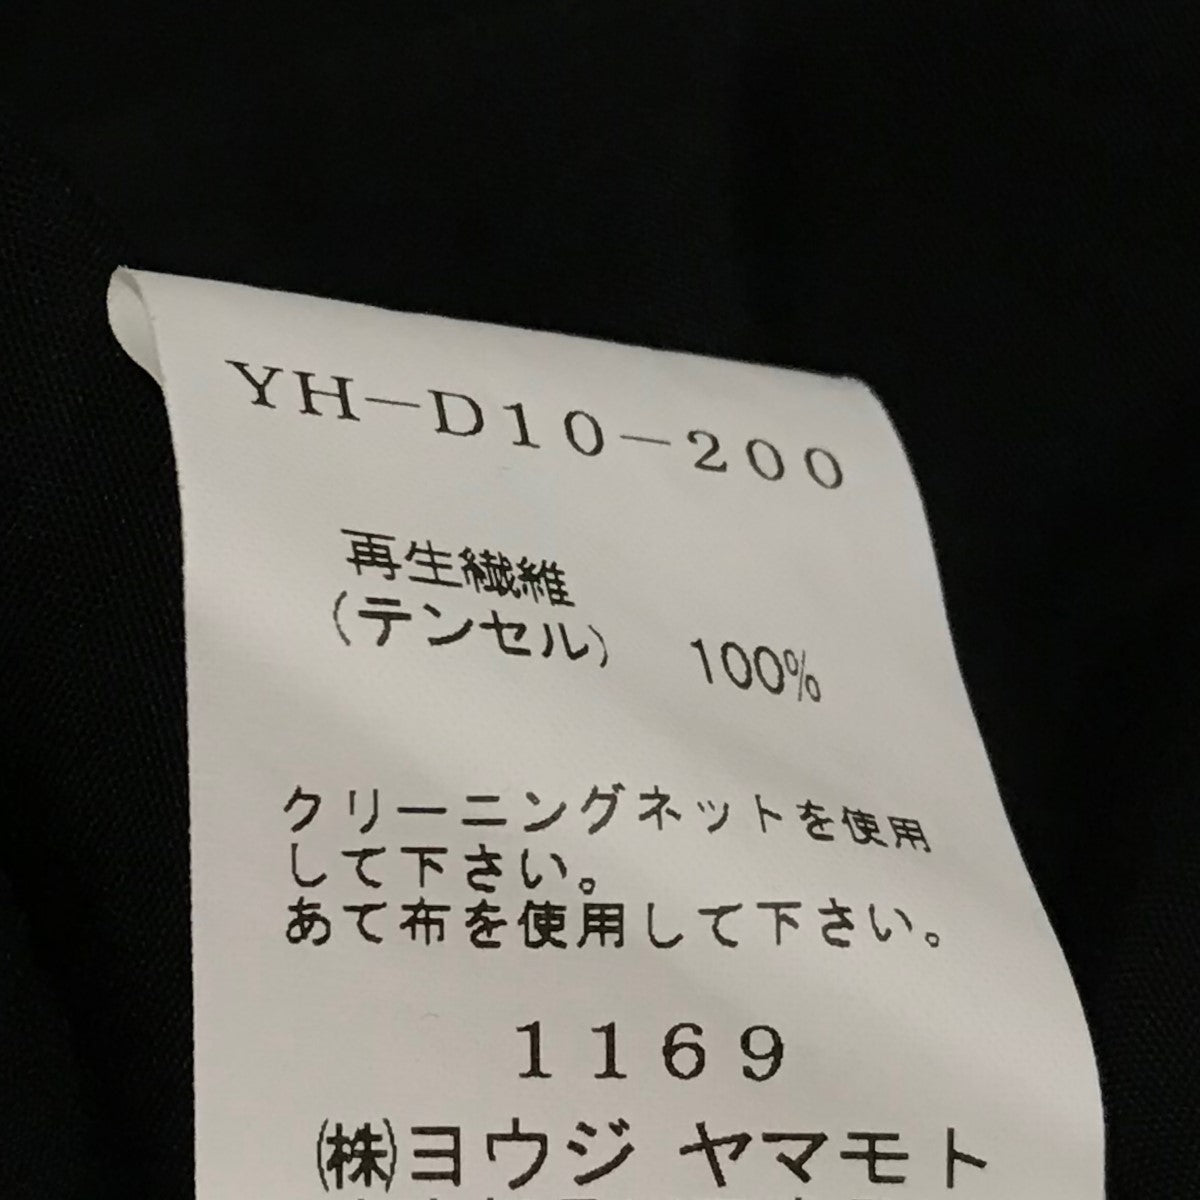 YH-D10-200
再生繊維
(テンセル) 100%
クリーニングネットを使用
して下さい。
あて布を使用して下さい。
1169
㈱ヨウジ ヤマモト